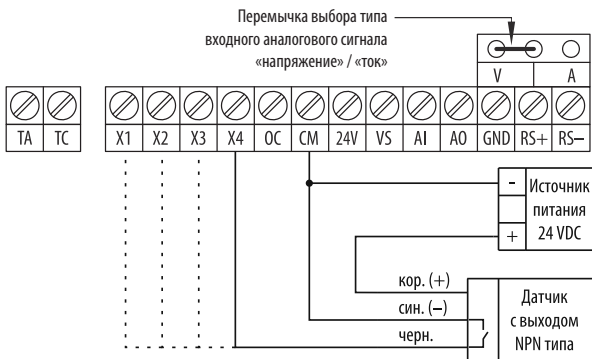 Перемычка выбора типа
входного аналогового сигнала
«напряжение» / «ток»
V A
TA TC X1 X2 X3 X4 OC CM 24V VS AI AO GND RS+ RS–
- Источник
питания
+ 24 VDC
кор. (+)
син. (–)
черн.
Датчик
с выходом
NPN типа